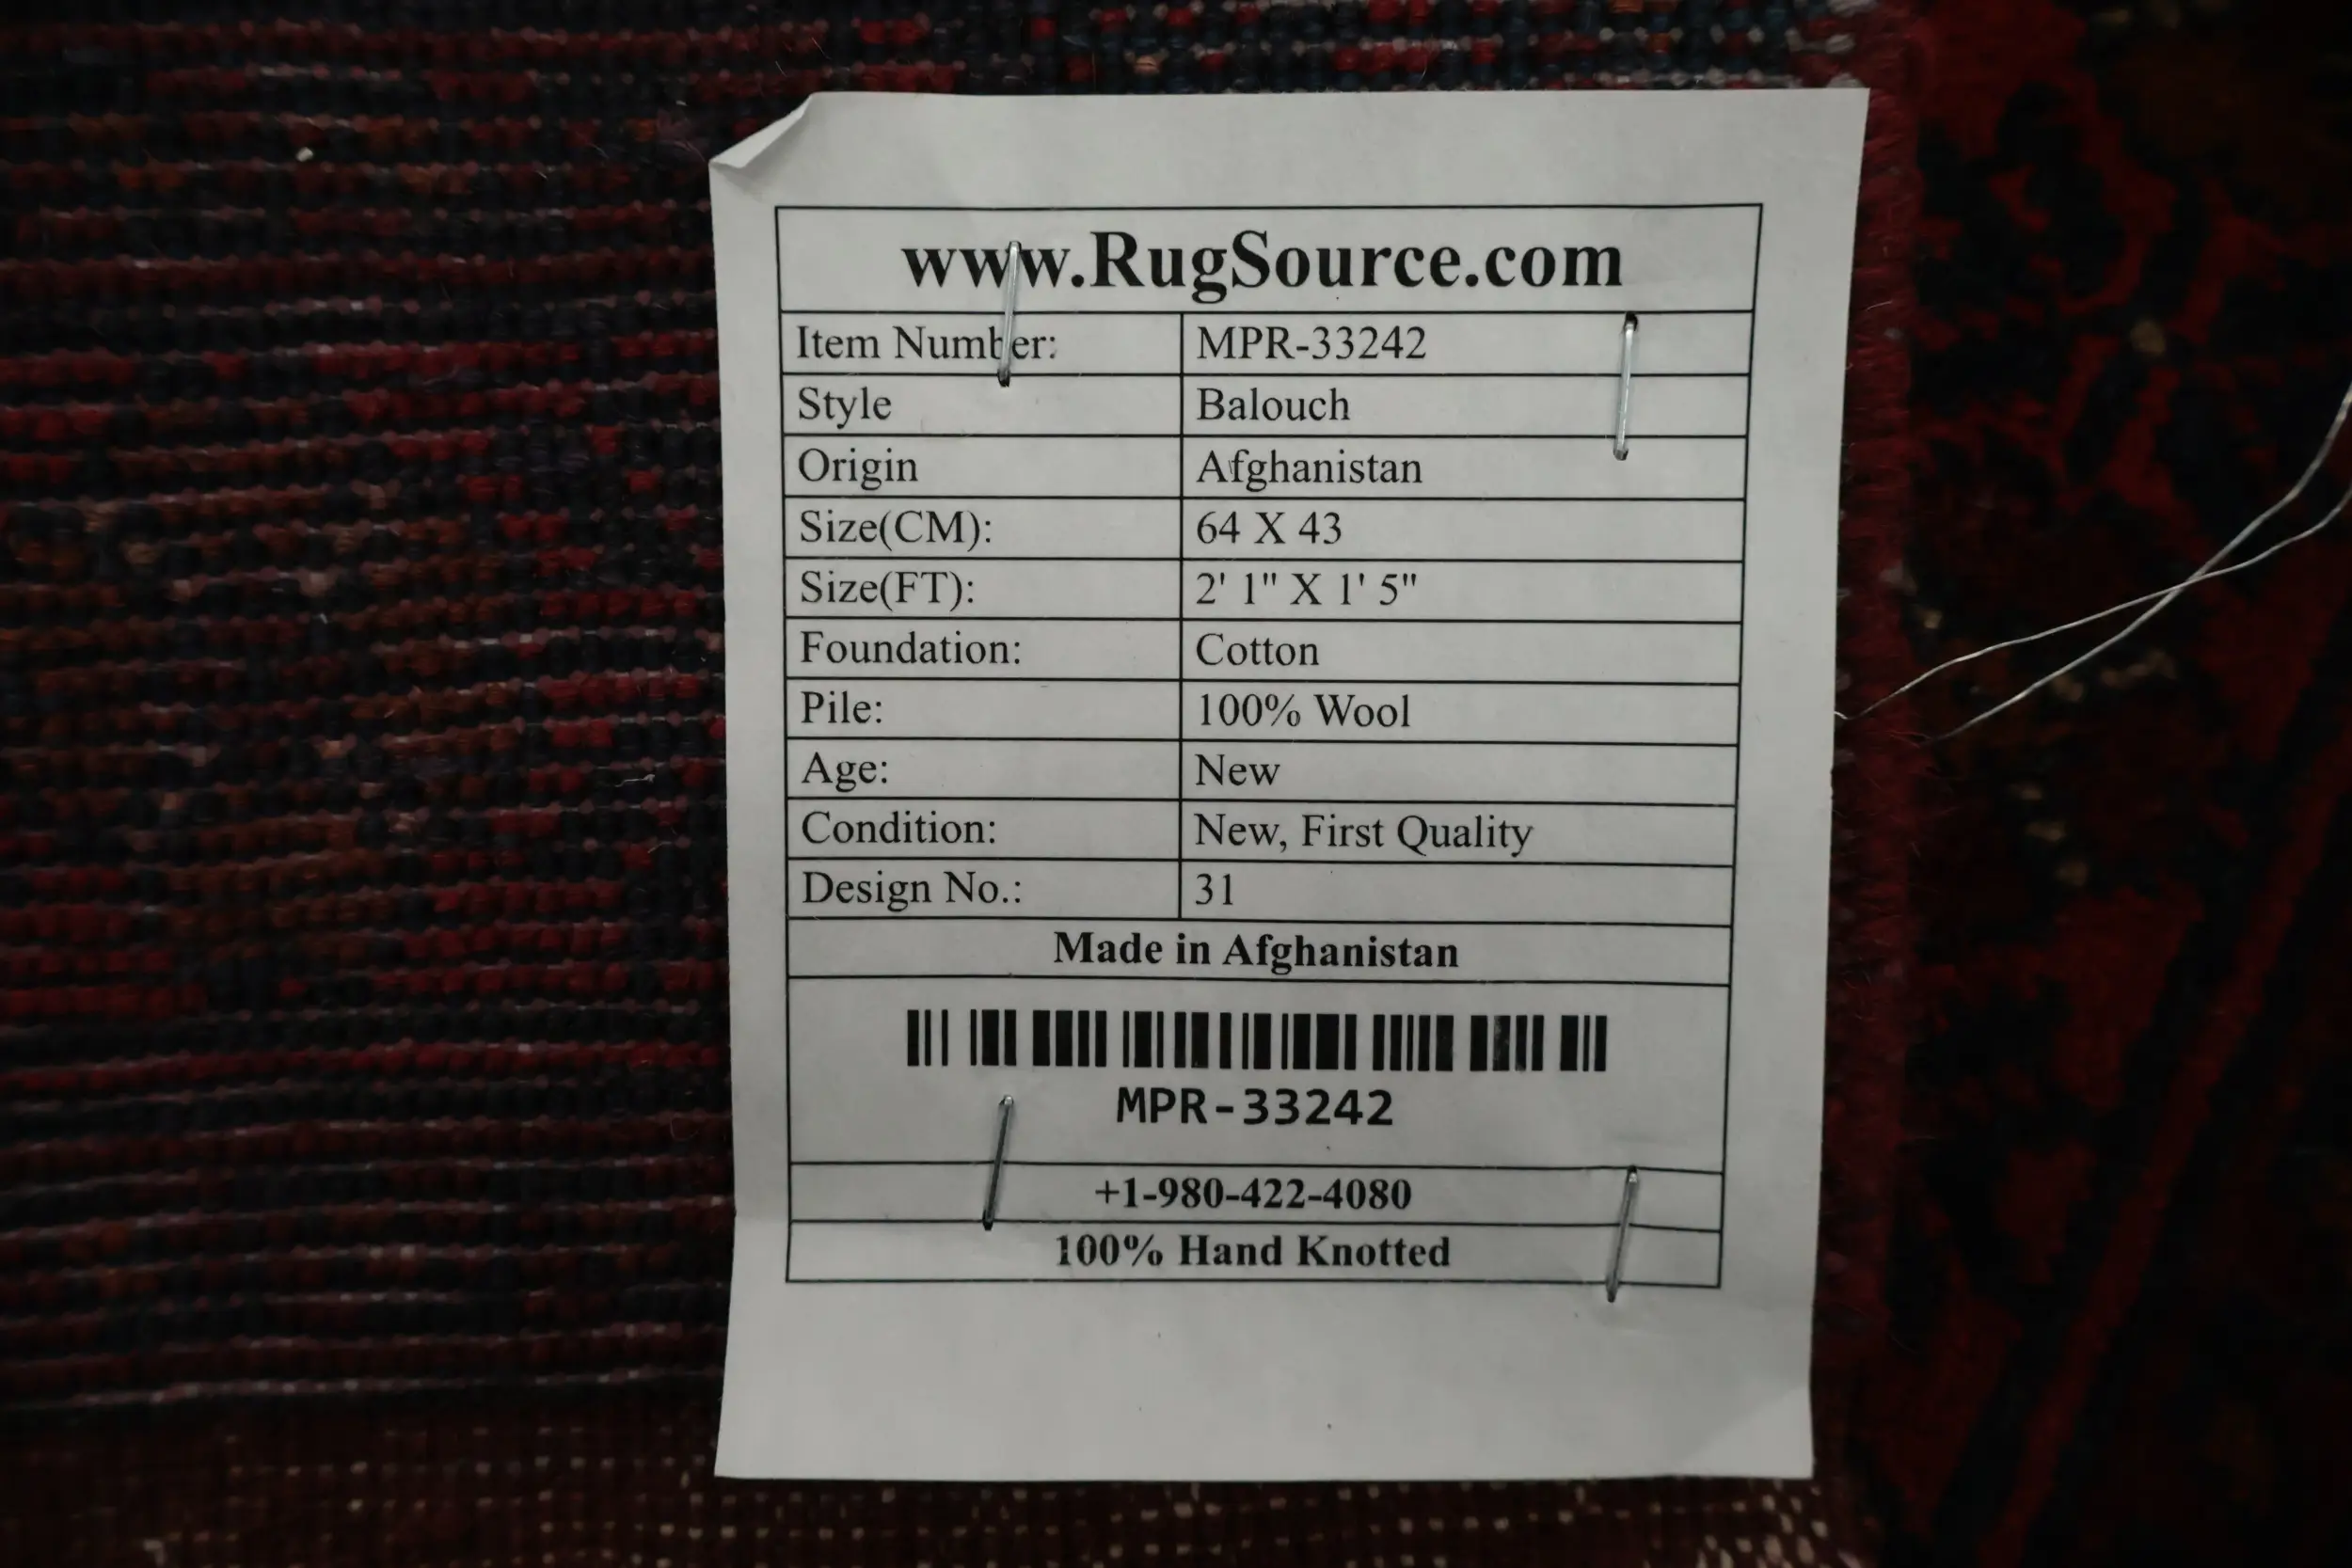 www.RugSource.com
Item Number: MPR-33242
Style Balouch
Origin Afghanistan
Size(CM): 64 X 43
Size(FT): 2' 1" X 1' 5"
Foundation: Cotton
Pile: 100% Wool
Age: New
Condition: New, First Quality
Design No.: 31
Made in Afghanistan
MPR-33242
+1-980-422-4080
100% Hand Knotted